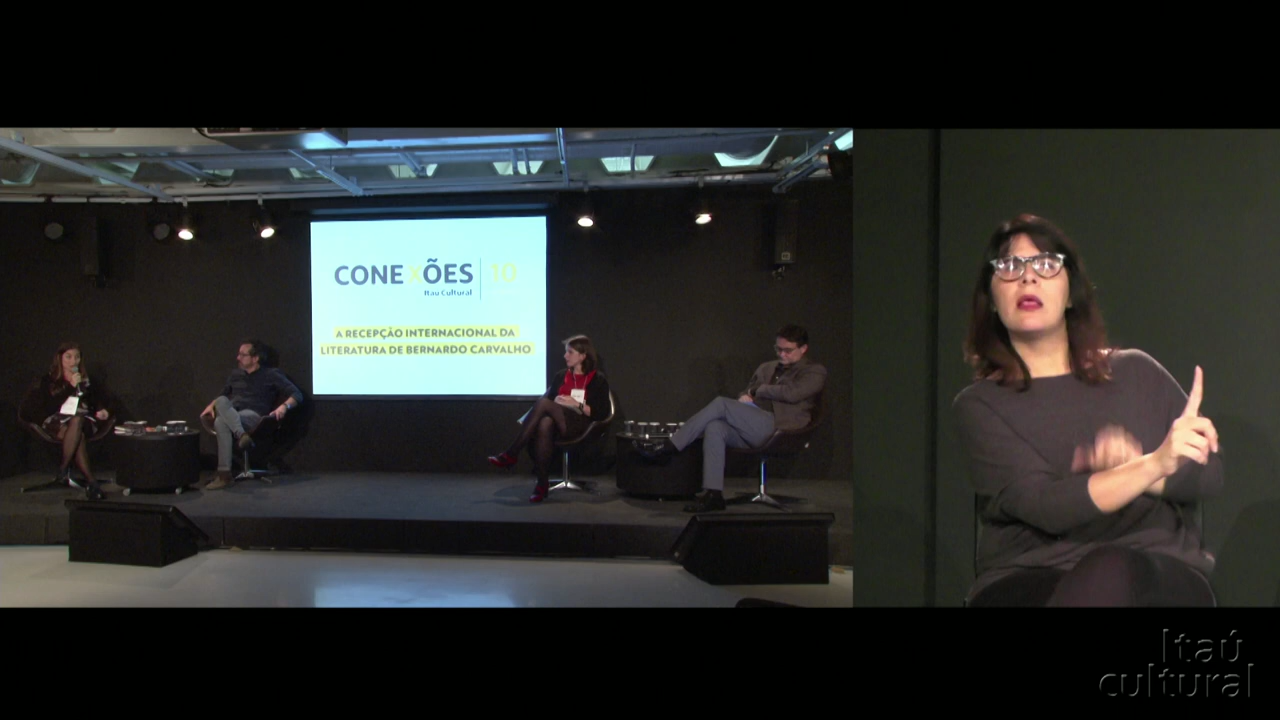 CONEXÕES 10
Itaú Cultural
A RECEPÇÃO INTERNACIONAL DA
LITERATURA DE BERNARDO CARVALHO
Itaú
cultural